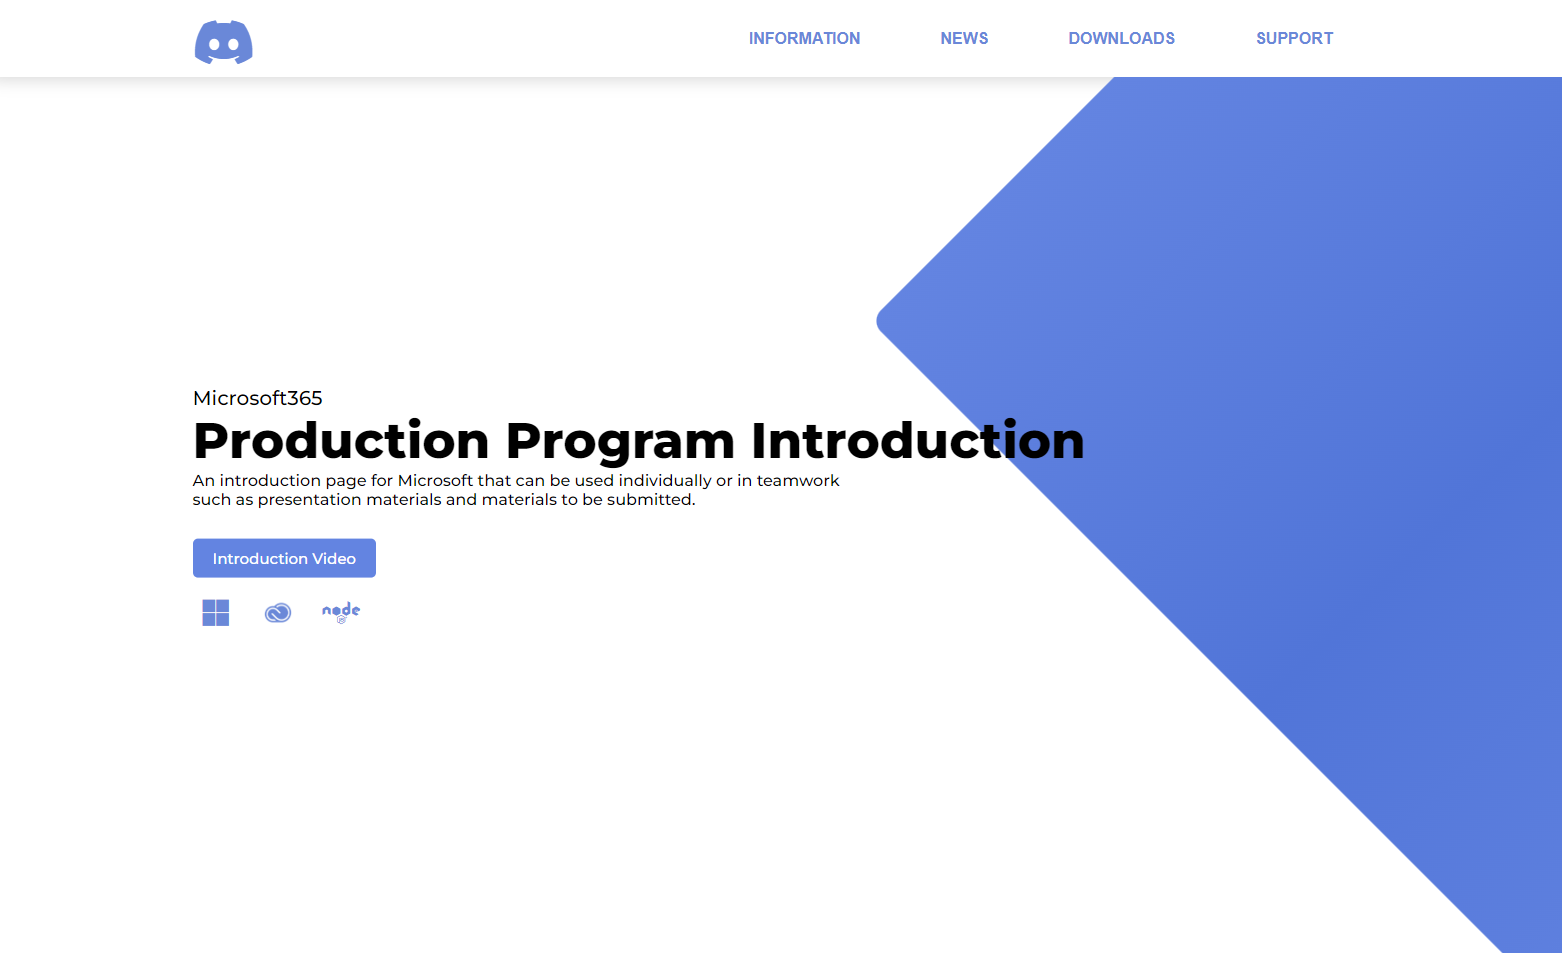 INFORMATION NEWS DOWNLOADS SUPPORT
Microsoft365
Production Program Introduction
An introduction page for Microsoft that can be used individually or in teamwork
such as presentation materials and materials to be submitted.
Introduction Video
node
JS